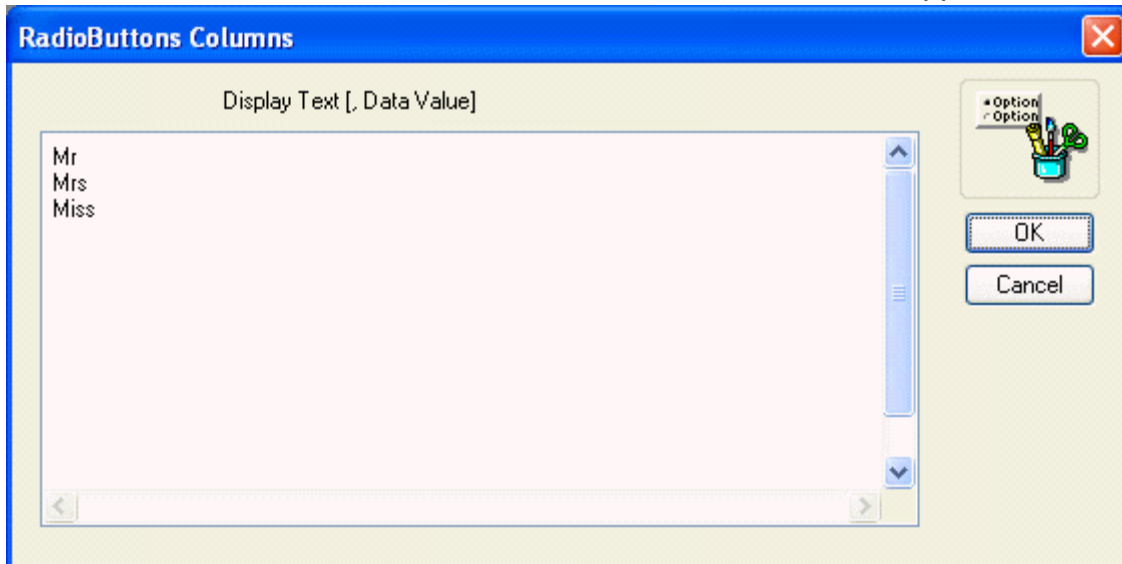 RadioButtons Columns
Display Text [, Data Value]
Mr
Mrs
Miss
Option
Option
OK
Cancel